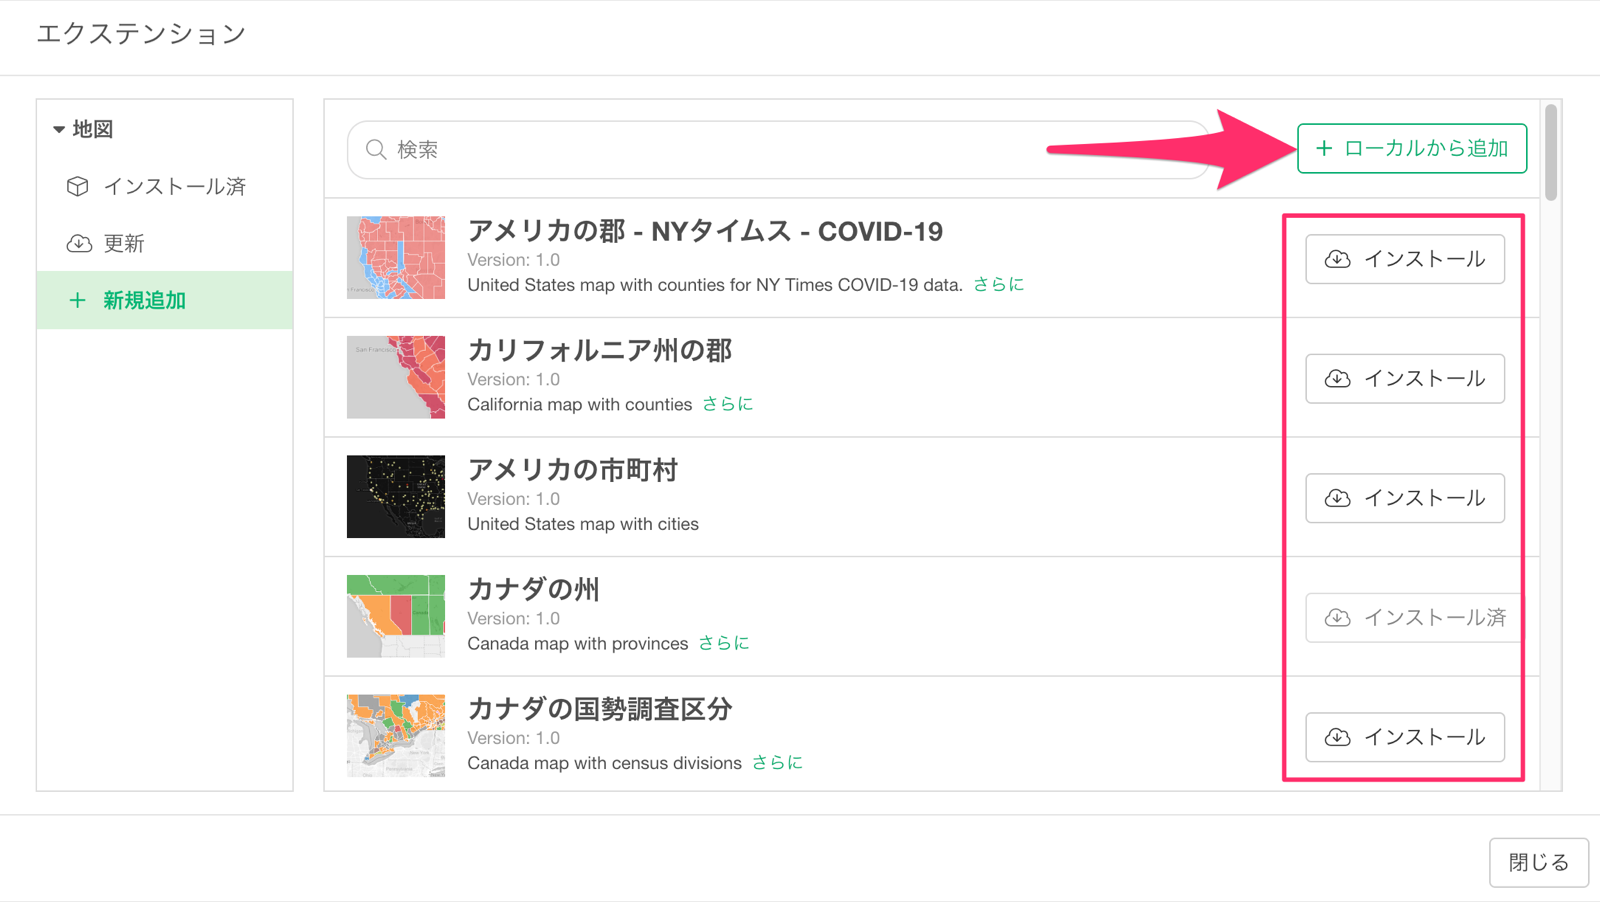 エクステンション
地図
インストール済
更新
新規追加
検索
ローカルから追加
アメリカの郡 - NYタイムス - COVID-19
Version: 1.0
United States map with counties for NY Times COVID-19 data. さらに
インストール
San Francisco
カリフォルニア州の郡
Version: 1.0
California map with counties さらに
インストール
アメリカの市町村
Version: 1.0
United States map with cities
インストール
カナダの州
Version: 1.0
Canada map with provinces さらに
インストール済
カナダの国勢調査区分
Version: 1.0
Canada map with census divisions さらに
インストール
閉じる